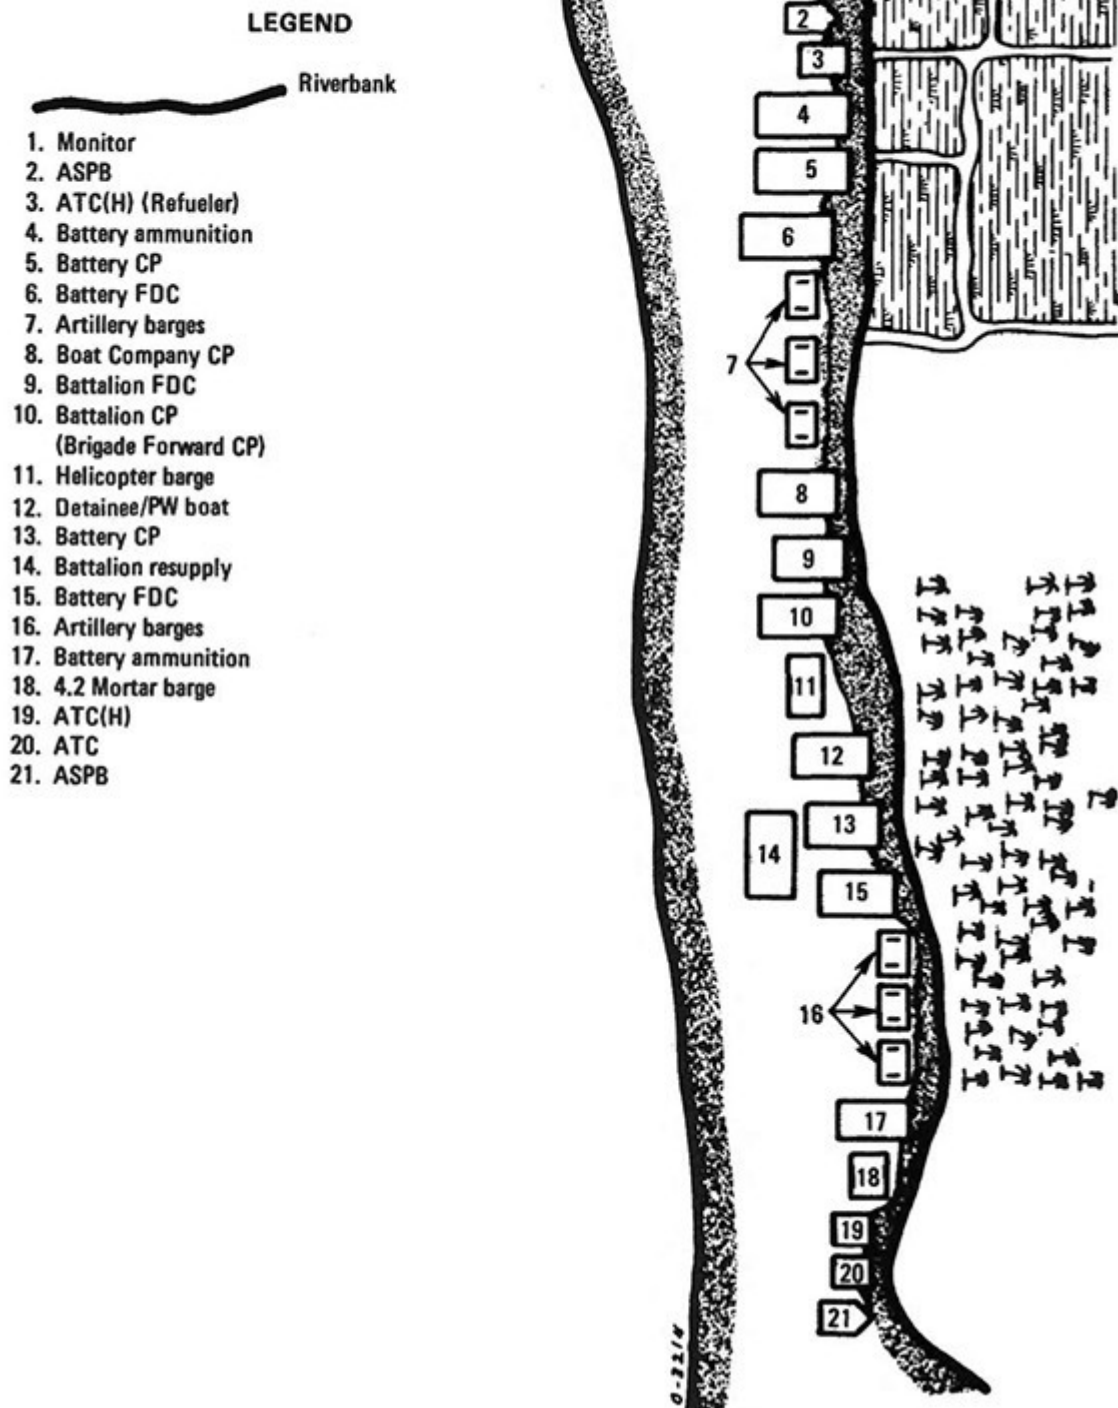 LEGEND
Riverbank
1. Monitor
2. ASPB
3. ATC(H) (Refueler)
4. Battery ammunition
5. Battery CP
6. Battery FDC
7. Artillery barges
8. Boat Company CP
9. Battalion FDC
10. Battalion CP
(Brigade Forward CP)
11. Helicopter barge
12. Detainee/PW boat
13. Battery CP
14. Battalion resupply
15. Battery FDC
16. Artillery barges
17. Battery ammunition
18. 4.2 Mortar barge
19. ATC(H)
20. ATC
21. ASPB
2
3
4
5
6
7
8
9
10
11
12
13
14
15
16
17
18
19
20
21